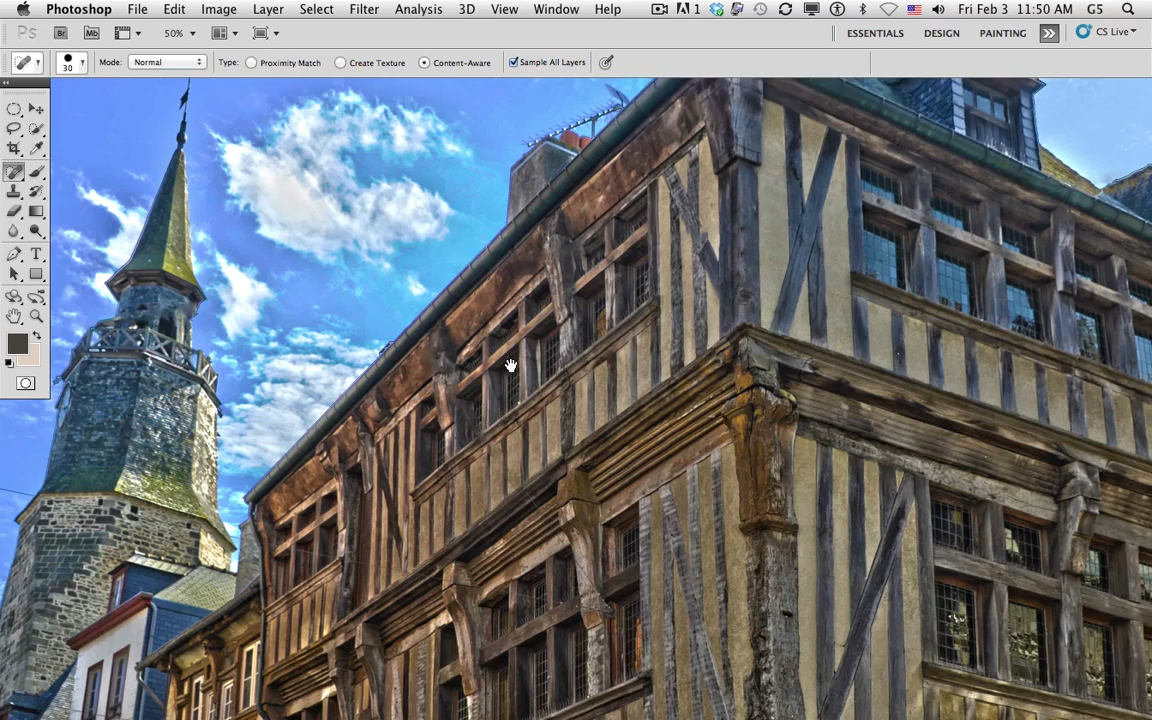 Photoshop File Edit Image Layer Select Filter Analysis 3D View Window Help 1 Fri Feb 3 11:50 AM G5
Ps Br Mb 50% ESSENTIALS DESIGN PAINTING >> CS Live
30 Mode: Normal Type: Proximity Match Create Texture Content-Aware Sample All Layers
T